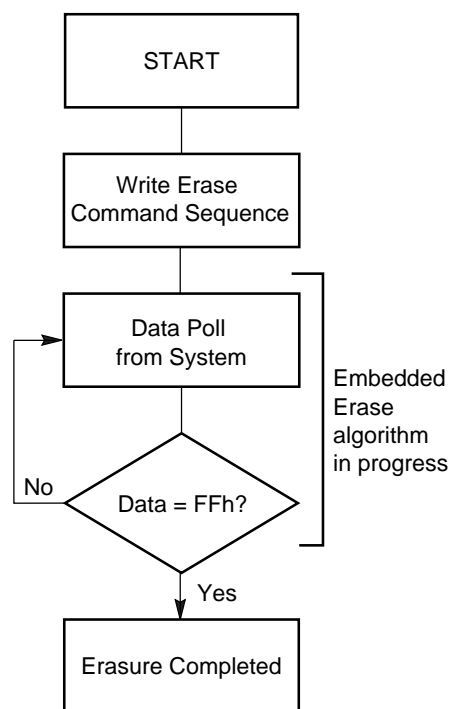 START
Write Erase
Command Sequence
Data Poll
from System
Embedded
Erase
algorithm
in progress
No
Data = FFh?
Yes
Erasure Completed